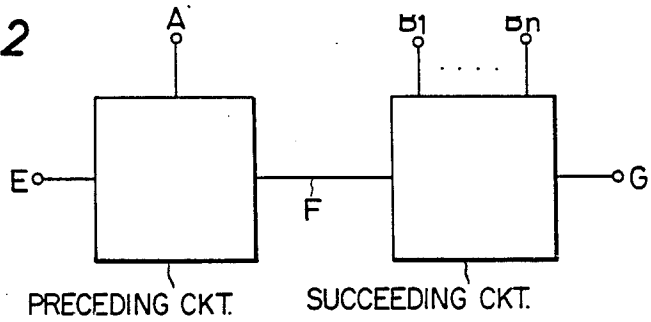 2
A
B1 . . . . Bn
E
F
G
PRECEDING CKT.
SUCCEEDING CKT.